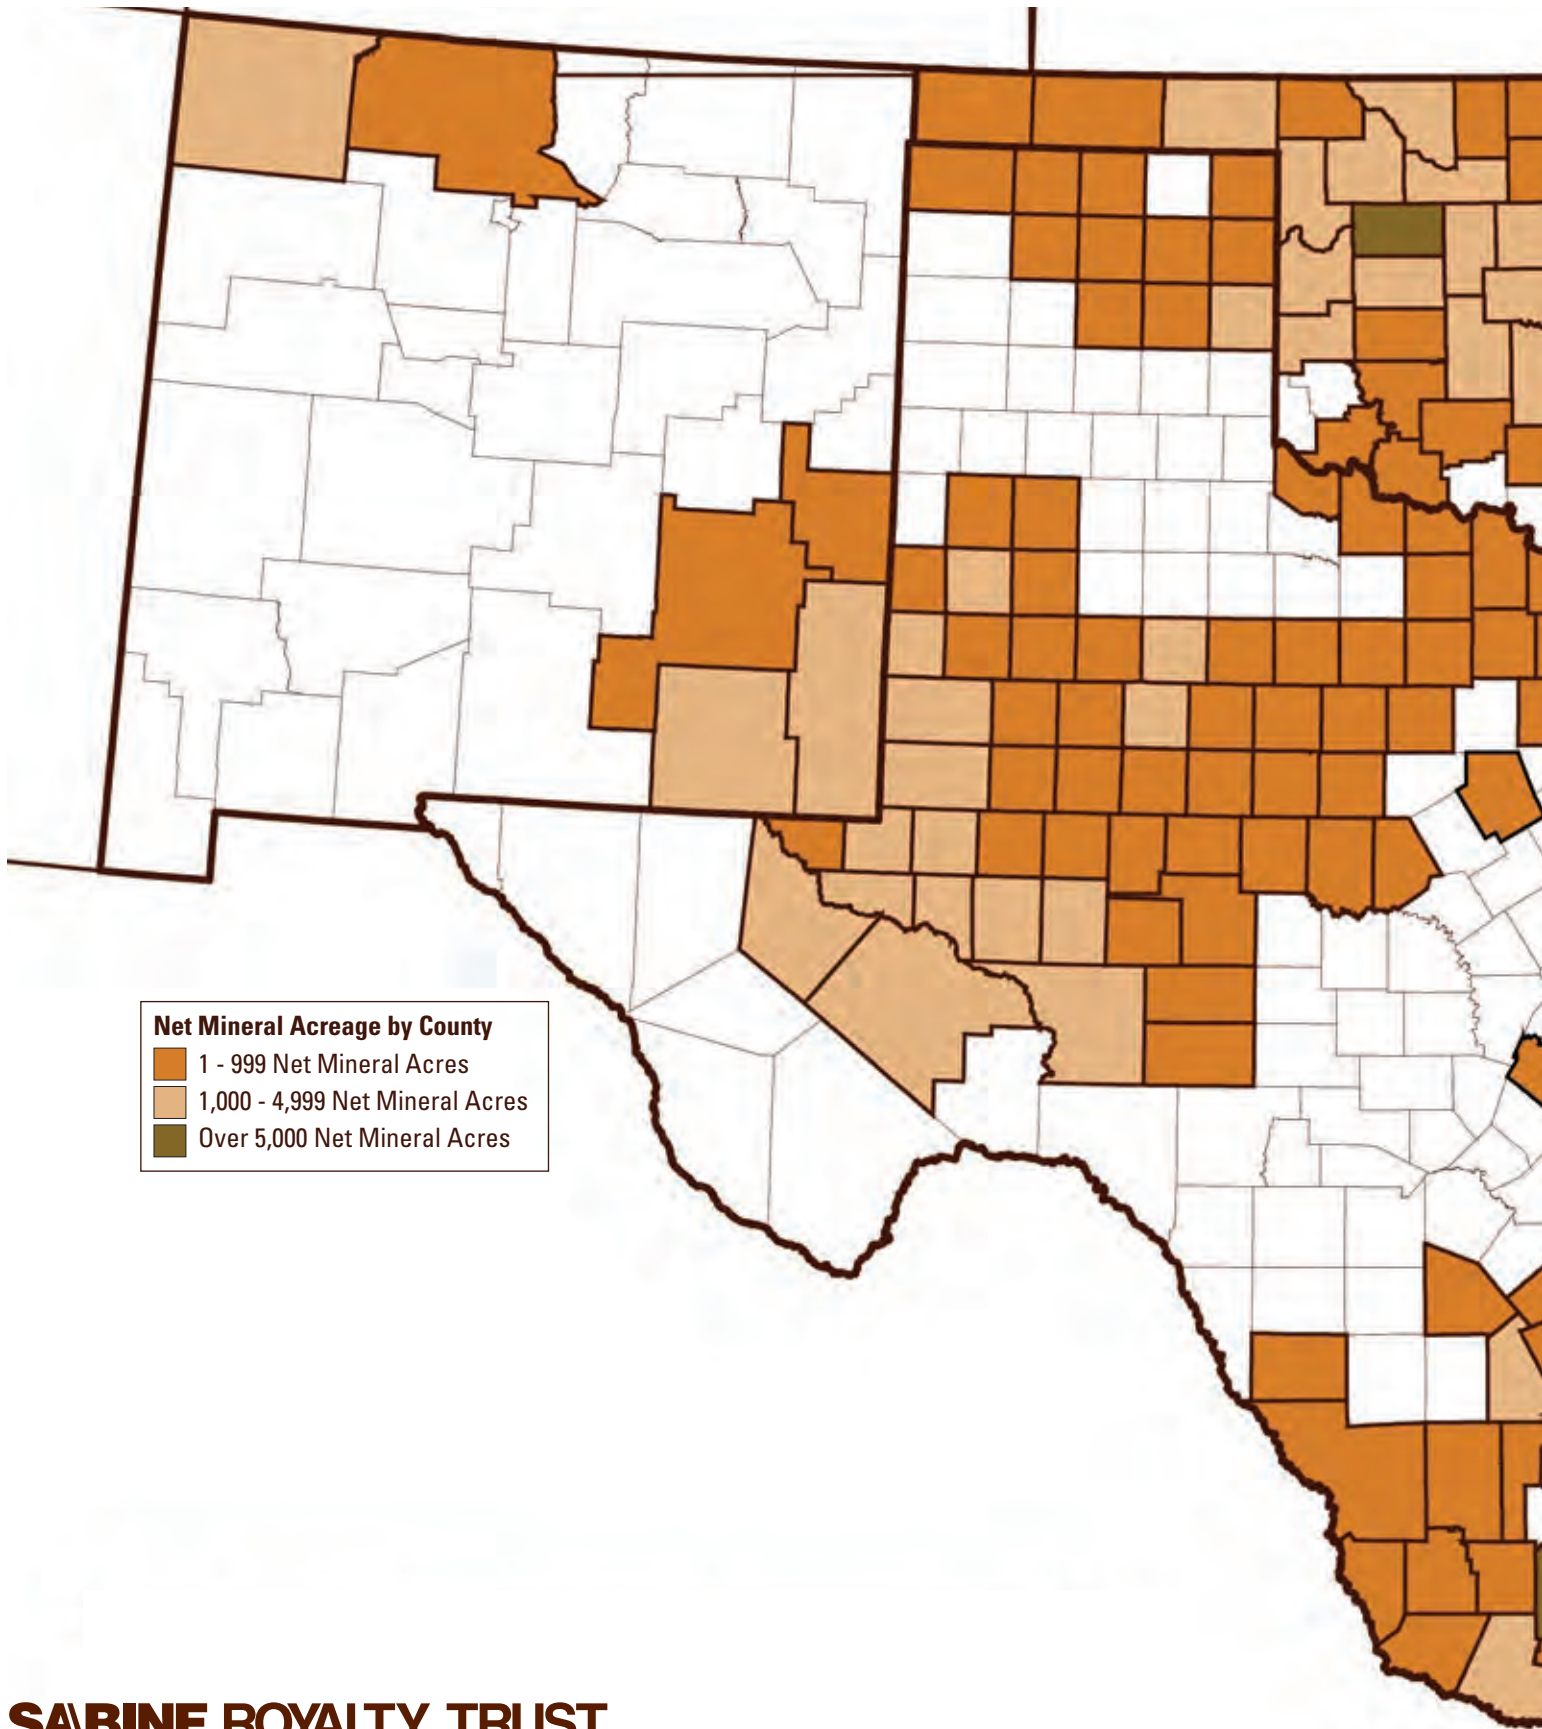 Net Mineral Acreage by County
1 - 999 Net Mineral Acres
1,000 - 4,999 Net Mineral Acres
Over 5,000 Net Mineral Acres
SABINE ROYALTY TRUST